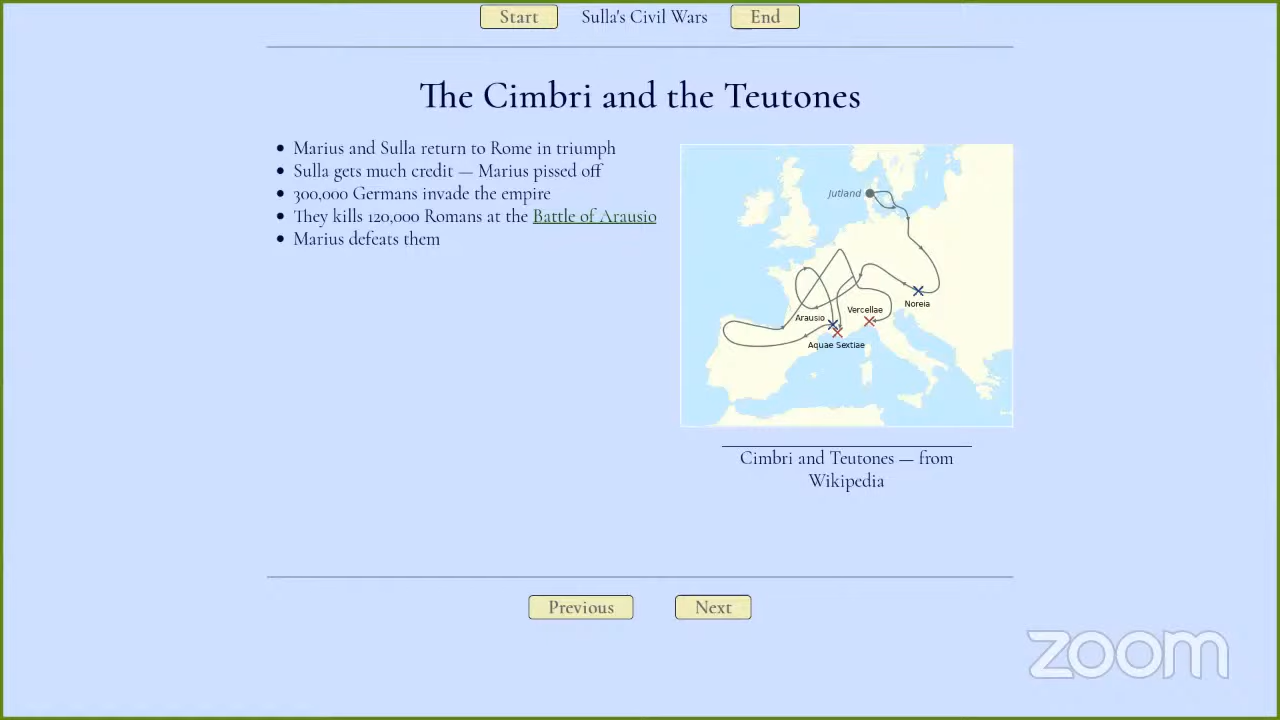 Start Sulla's Civil Wars End
The Cimbri and the Teutones
Marius and Sulla return to Rome in triumph
Sulla gets much credit — Marius pissed off
300,000 Germans invade the empire
They kills 120,000 Romans at the Battle of Arausio
Marius defeats them
Jutland
Noreia
Vercellae
Arausio
Aquae Sextiae
Cimbri and Teutones — from
Wikipedia
Previous Next
zoom